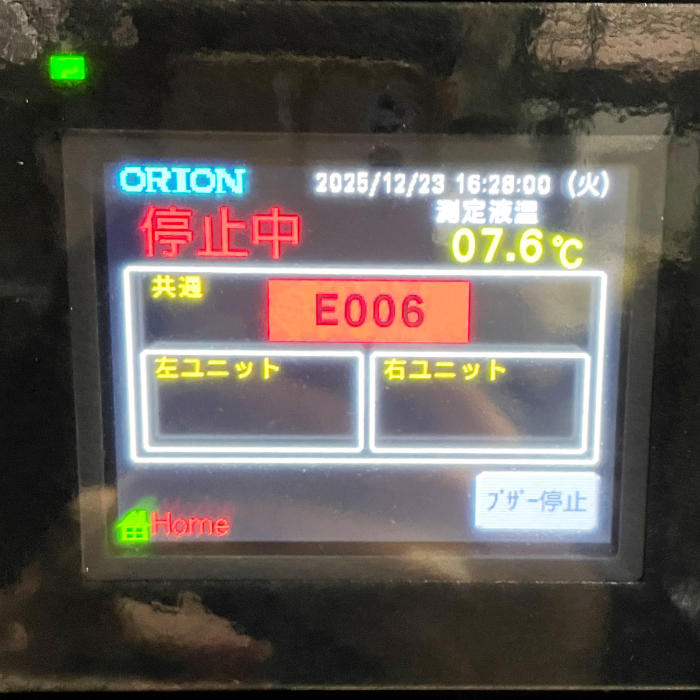 ORION
2025/12/23 16:28:00 (火)
停止中
測定液温
07.6℃
共通
E006
左ユニット
右ユニット
ﾌﾞｻﾞｰ停止
Home